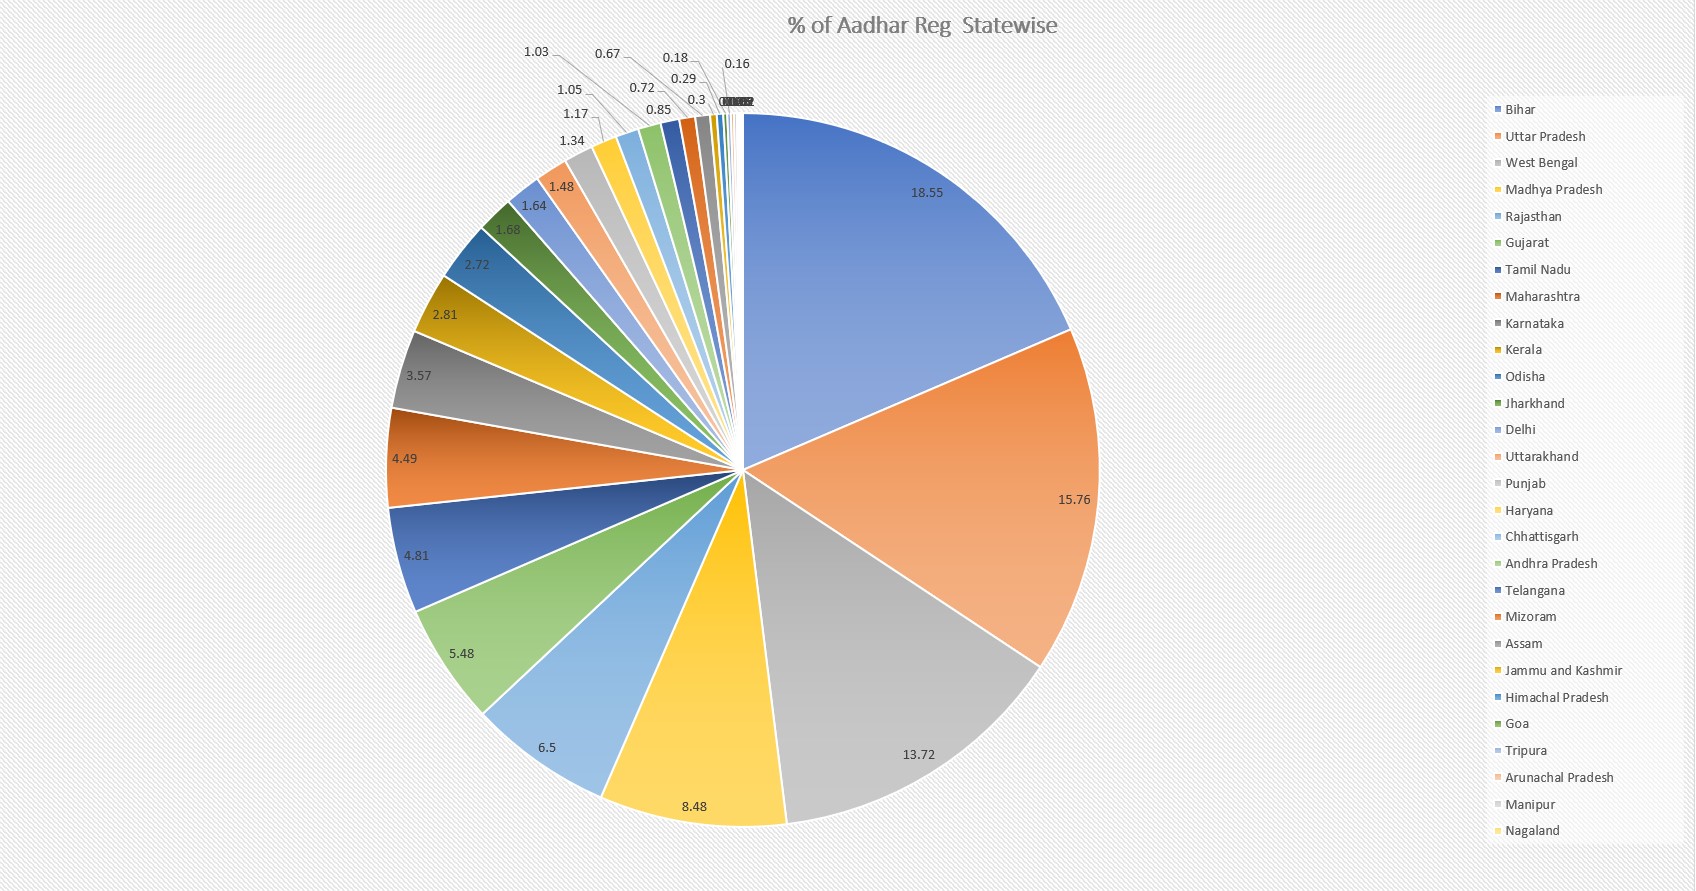 % of Aadhar Reg  Statewise
1.03
0.67
0.18
0.16
0.29
0.72
1.05
0.3
0.85
1.17
1.34
1.48
1.64
1.68
2.72
2.81
3.57
4.49
4.81
5.48
6.5
8.48
13.72
15.76
18.55
Bihar
Uttar Pradesh
West Bengal
Madhya Pradesh
Rajasthan
Gujarat
Tamil Nadu
Maharashtra
Karnataka
Kerala
Odisha
Jharkhand
Delhi
Uttarakhand
Punjab
Haryana
Chhattisgarh
Andhra Pradesh
Telangana
Mizoram
Assam
Jammu and Kashmir
Himachal Pradesh
Goa
Tripura
Arunachal Pradesh
Manipur
Nagaland